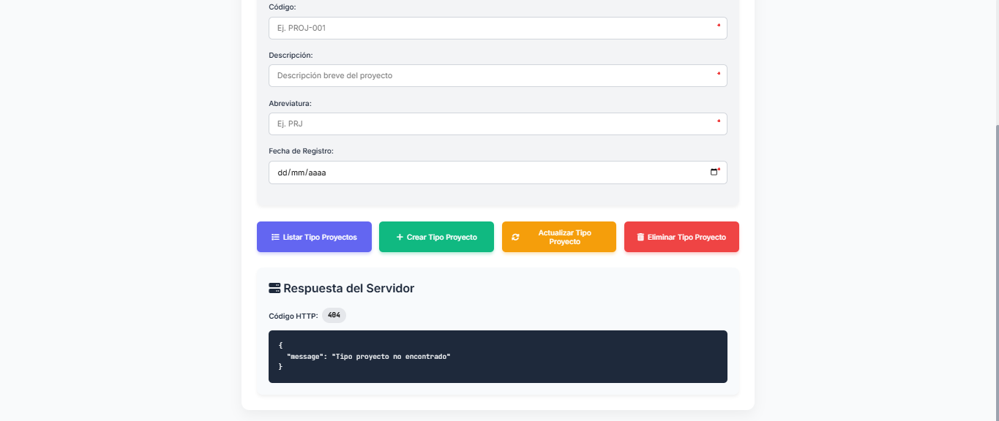 Código:
Ej. PROJ-001
*
Descripción:
Descripción breve del proyecto
*
Abreviatura:
Ej. PRJ
*
Fecha de Registro:
dd/mm/aaaa
*
Listar Tipo Proyectos
Crear Tipo Proyecto
Actualizar Tipo
Proyecto
Eliminar Tipo Proyecto
Respuesta del Servidor
Código HTTP: 404
{
"message": "Tipo proyecto no encontrado"
}